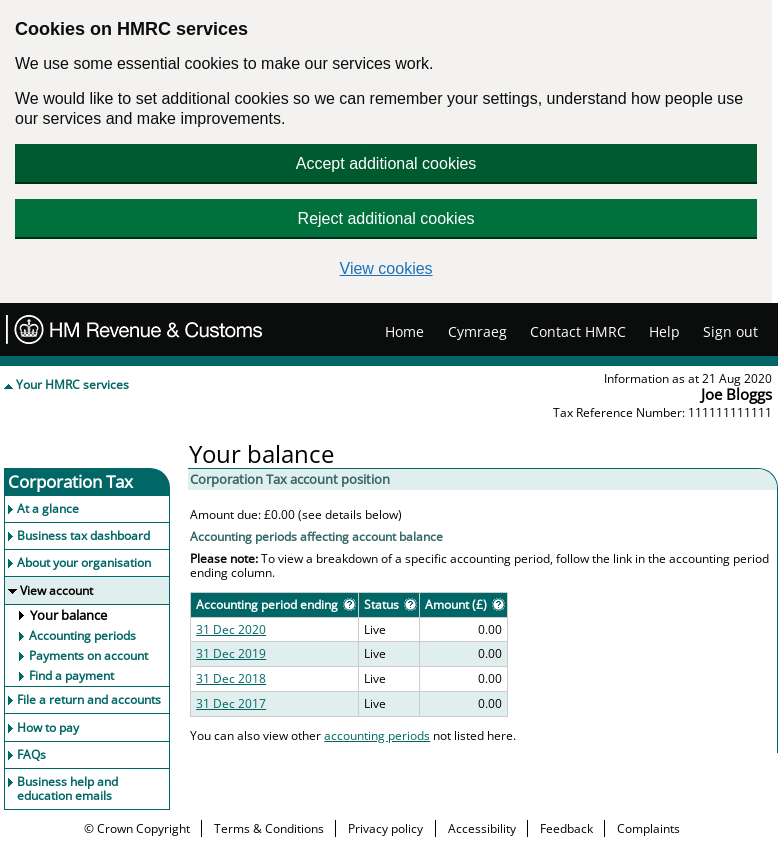 Cookies on HMRC services
We use some essential cookies to make our services work.
We would like to set additional cookies so we can remember your settings, understand how people use
our services and make improvements.
Accept additional cookies
Reject additional cookies
View cookies
HM Revenue & Customs
Home Cymraeg Contact HMRC Help Sign out
Your HMRC services
Information as at 21 Aug 2020
Joe Bloggs
Tax Reference Number: 111111111111
Your balance
Corporation Tax
At a glance
Business tax dashboard
About your organisation
View account
Your balance
Accounting periods
Payments on account
Find a payment
File a return and accounts
How to pay
FAQs
Business help and
education emails
Corporation Tax account position
Amount due: £0.00 (see details below)
Accounting periods affecting account balance
Please note: To view a breakdown of a specific accounting period, follow the link in the accounting period
ending column.
Accounting period ending ? Status ? Amount (£) ?
31 Dec 2020 Live 0.00
31 Dec 2019 Live 0.00
31 Dec 2018 Live 0.00
31 Dec 2017 Live 0.00
You can also view other accounting periods not listed here.
© Crown Copyright Terms & Conditions Privacy policy Accessibility Feedback Complaints